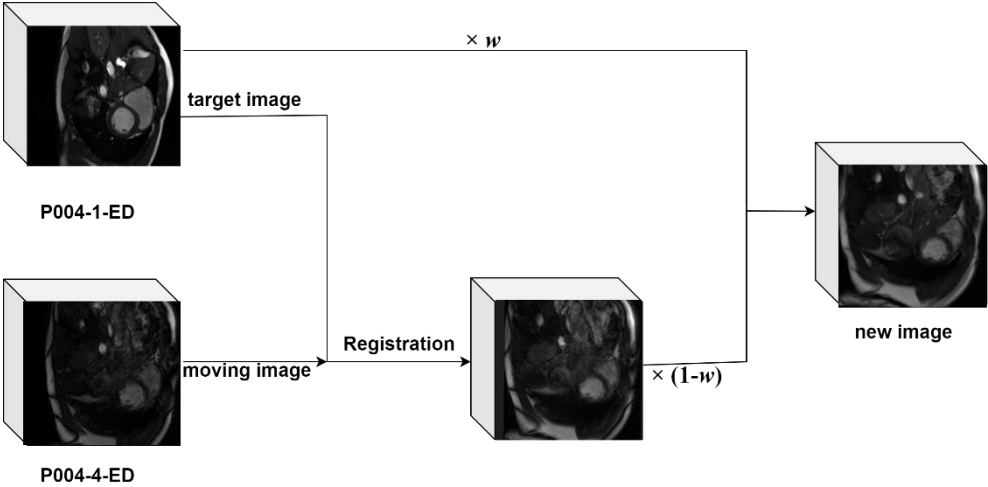 × w
target image
P004-1-ED
Registration
moving image
× (1-w)
new image
P004-4-ED